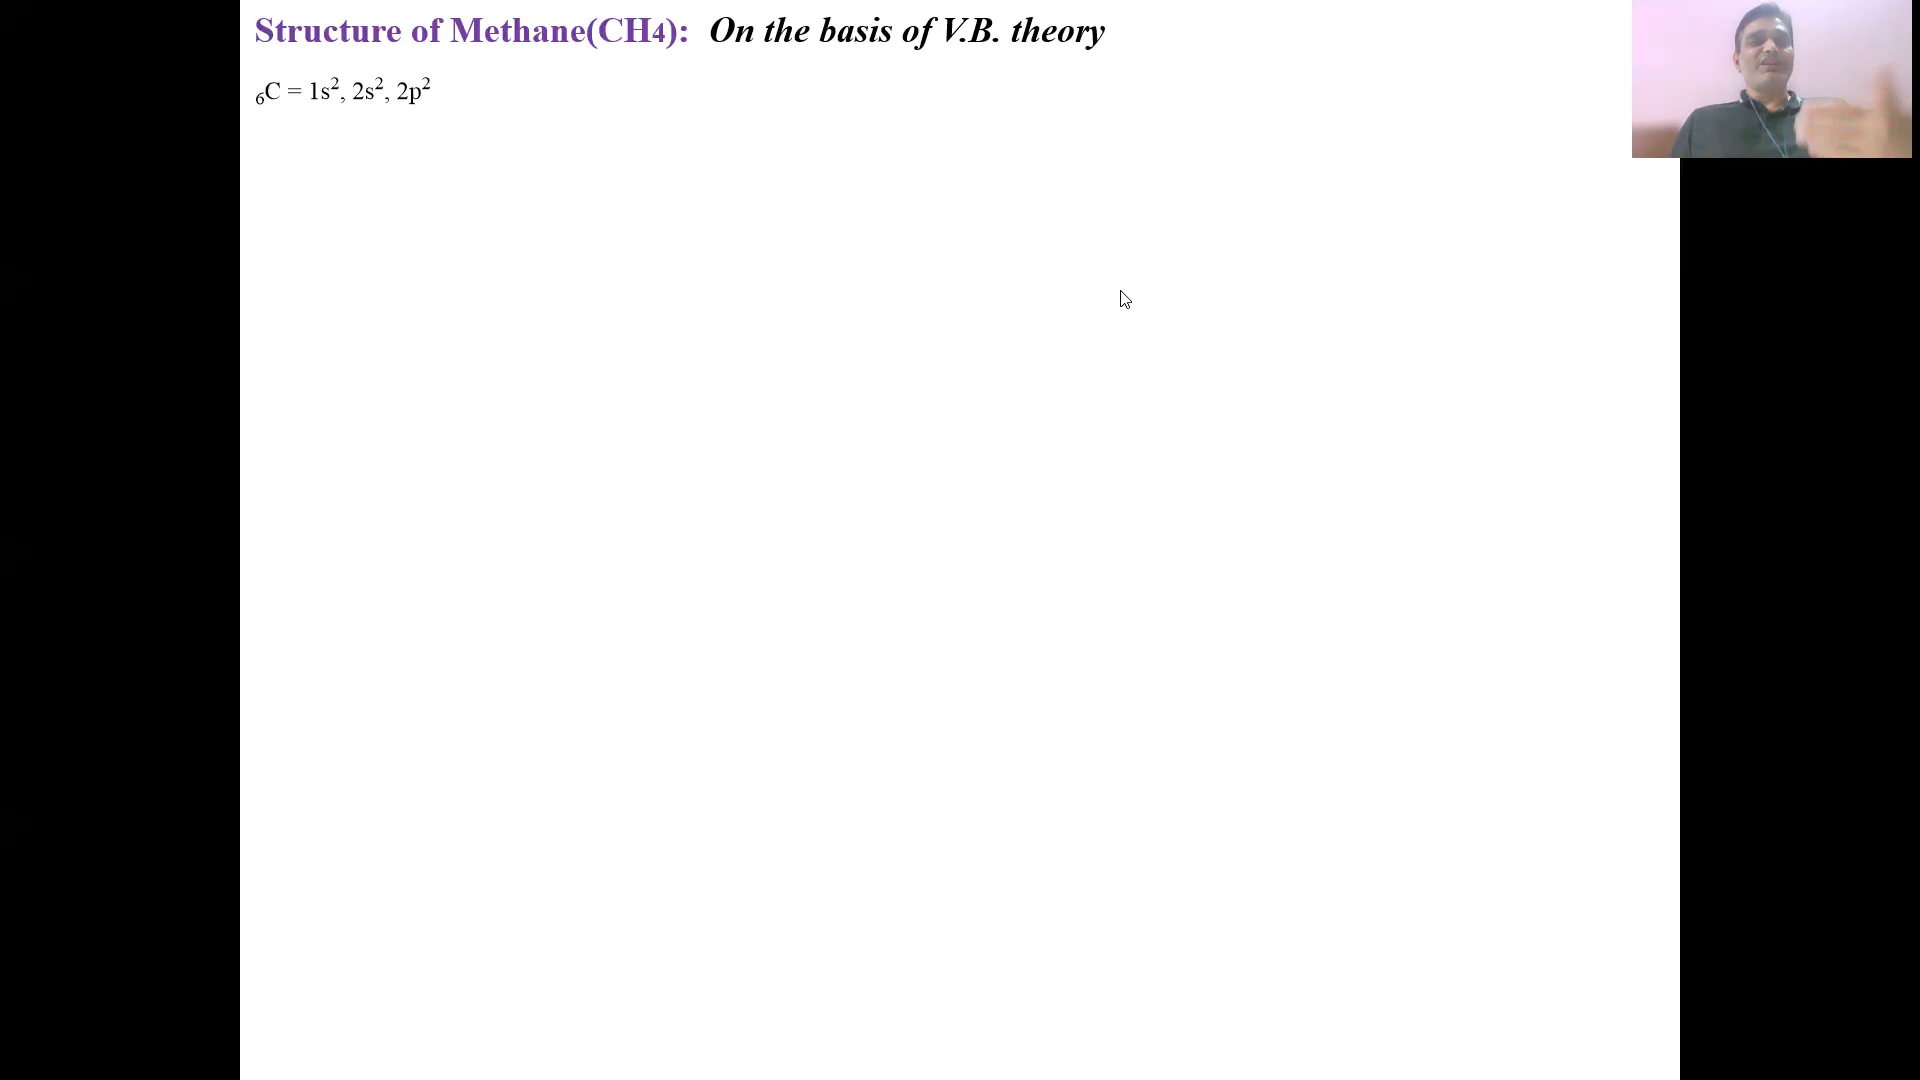 Structure of Methane(CH4): On the basis of V.B. theory
₆C = 1s², 2s², 2p²